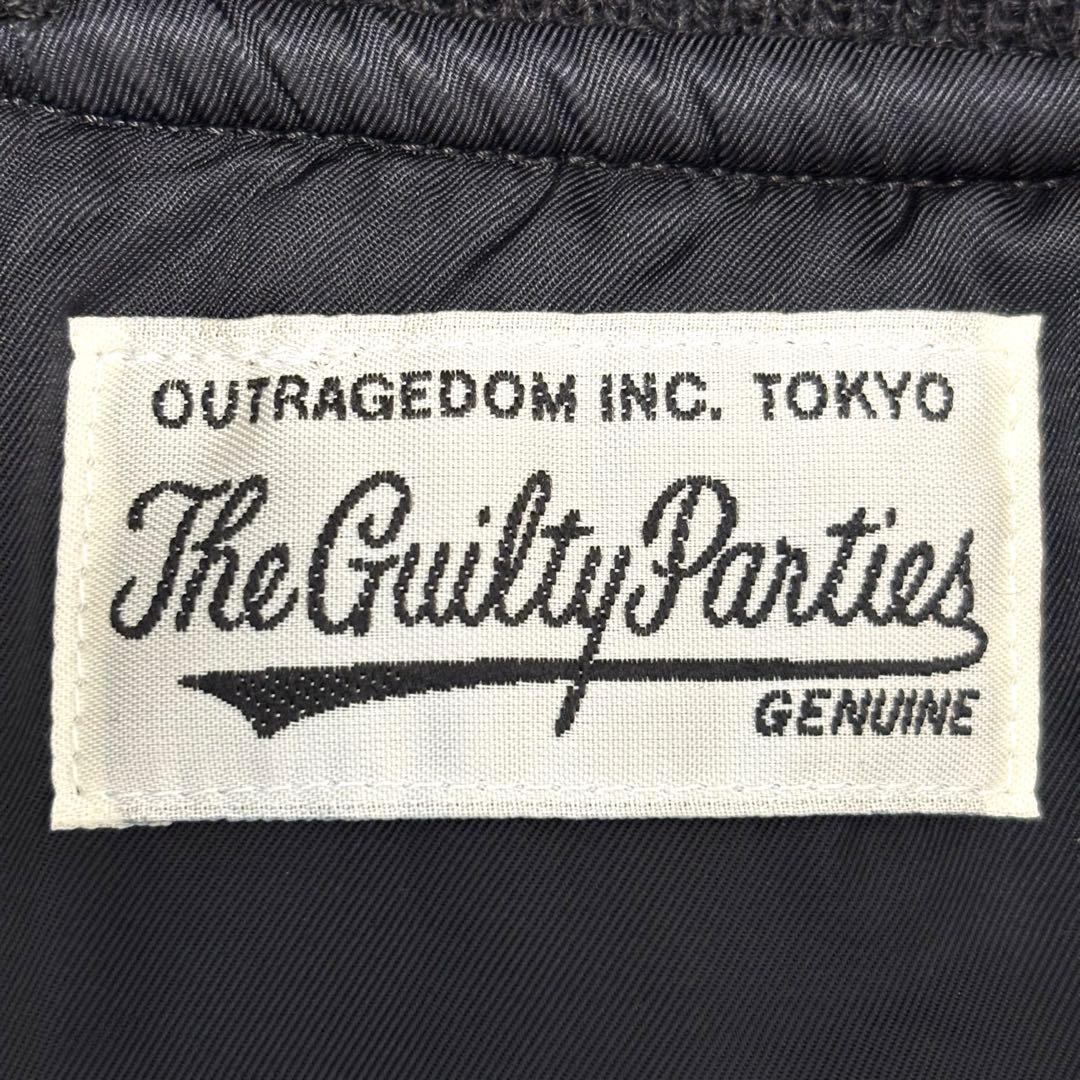 OUTRAGEDOM INC. TOKYO
The Guilty Parties
GENUINE